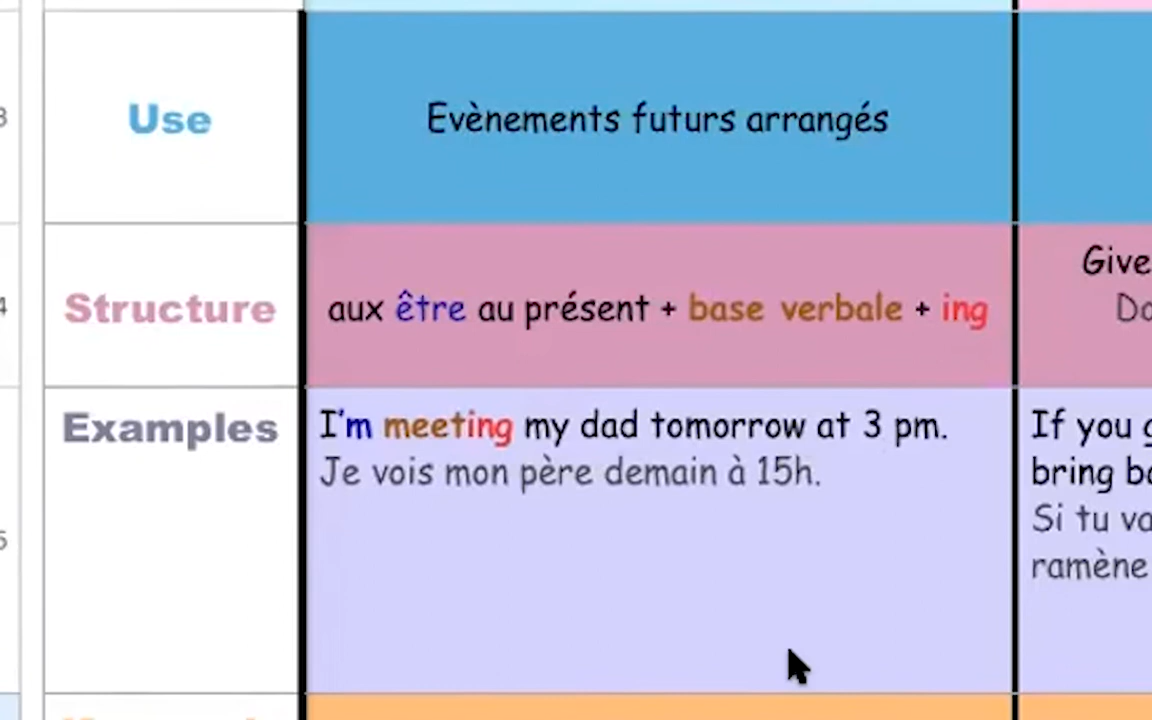 Use
Evènements futurs arrangés
Structure
aux être au présent + base verbale + ing
Give
Examples
I'm meeting my dad tomorrow at 3 pm.
Je vois mon père demain à 15h.
If you
bring
Si tu
ramène